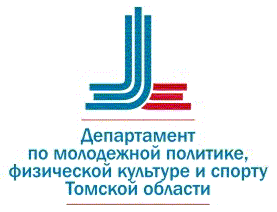 Департамент
по молодежной политике,
физической культуре и спорту
Томской области